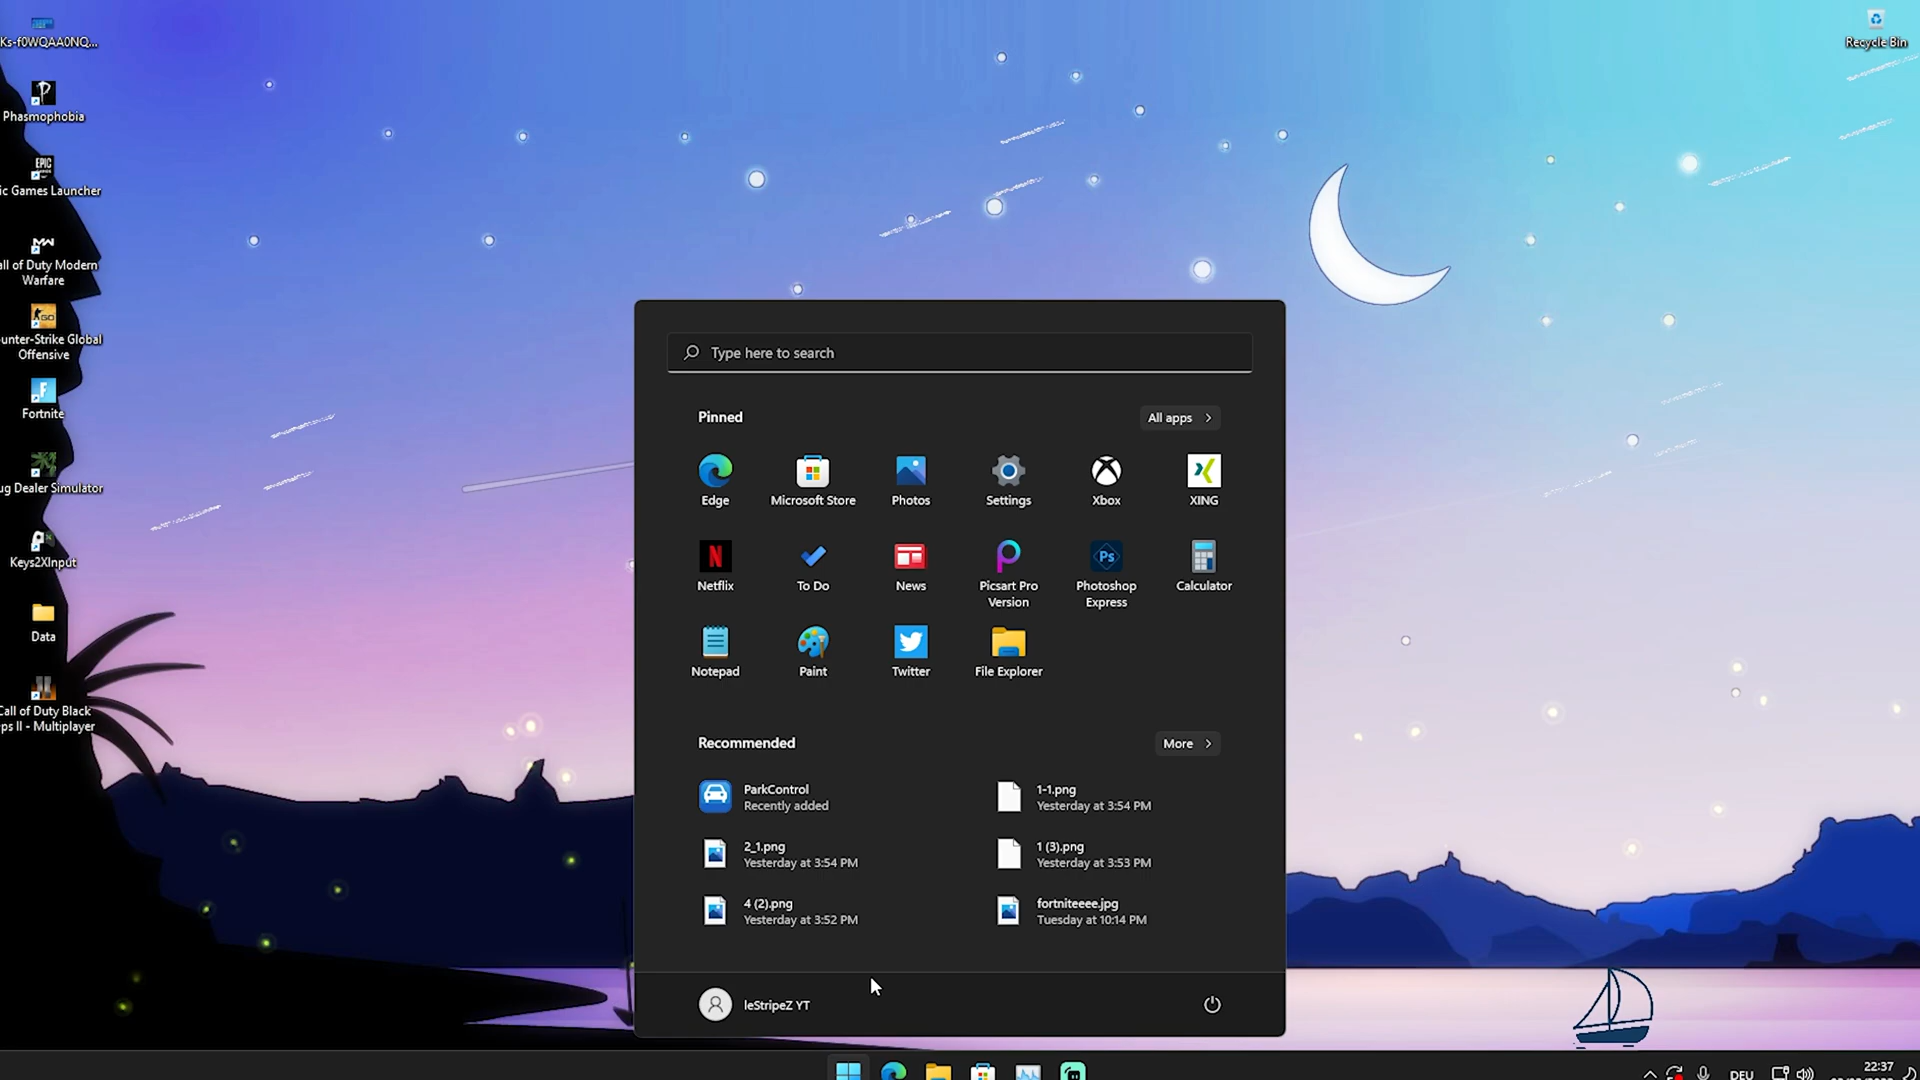 Ks-f0WQAA0NQ...
Phasmophobia
ic Games Launcher
all of Duty Modern
Warfare
unter-Strike Global
Offensive
Fortnite
ug Dealer Simulator
Keys2XInput
Data
Call of Duty Black
ps II - Multiplayer
Recycle Bin
Type here to search
Pinned
All apps
Edge
Microsoft Store
Photos
Settings
Xbox
XING
Netflix
To Do
News
Picsart Pro
Version
Photoshop
Express
Calculator
Notepad
Paint
Twitter
File Explorer
Recommended
More
ParkControl
Recently added
1-1.png
Yesterday at 3:54 PM
2_1.png
Yesterday at 3:54 PM
1 (3).png
Yesterday at 3:53 PM
4 (2).png
Yesterday at 3:52 PM
fortniteeee.jpg
Tuesday at 10:14 PM
leStripeZ YT
DEU
22:37